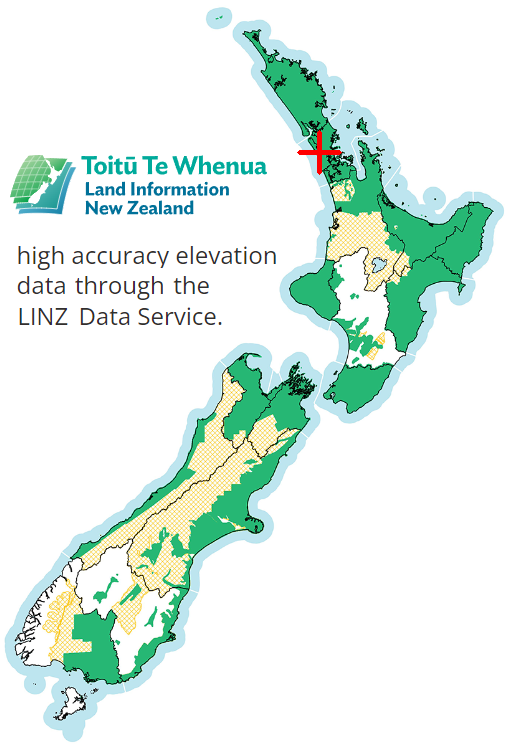 Toitū Te Whenua
Land Information
New Zealand
high accuracy elevation
data through the
LINZ Data Service.